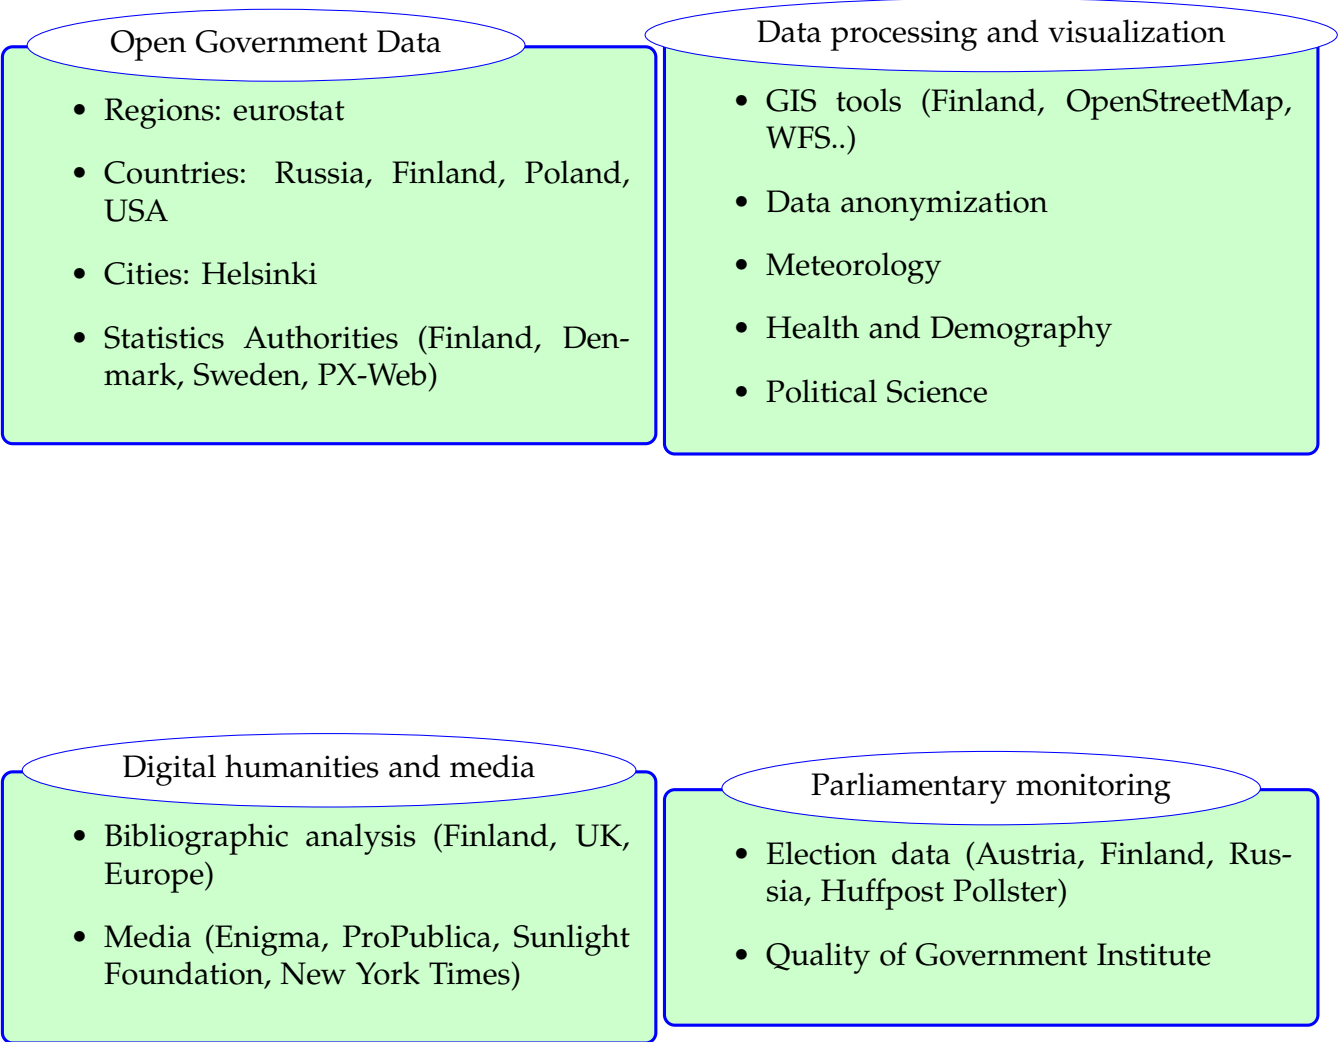 Open Government Data
• Regions: eurostat
• Countries: Russia, Finland, Poland,
USA
• Cities: Helsinki
• Statistics Authorities (Finland, Den-
mark, Sweden, PX-Web)
Data processing and visualization
• GIS tools (Finland, OpenStreetMap,
WFS..)
• Data anonymization
• Meteorology
• Health and Demography
• Political Science
Digital humanities and media
• Bibliographic analysis (Finland, UK,
Europe)
• Media (Enigma, ProPublica, Sunlight
Foundation, New York Times)
Parliamentary monitoring
• Election data (Austria, Finland, Rus-
sia, Huffpost Pollster)
• Quality of Government Institute